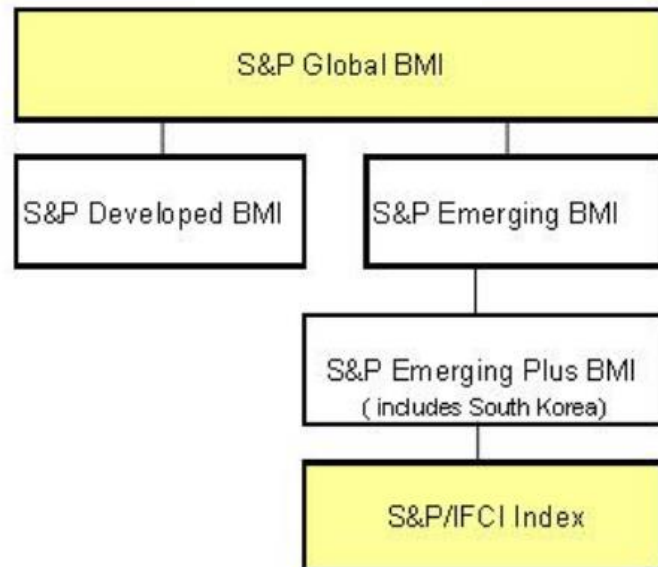 S&P Global BMI
S&P Developed BMI
S&P Emerging BMI
S&P Emerging Plus BMI
( includes South Korea)
S&P/IFCI Index